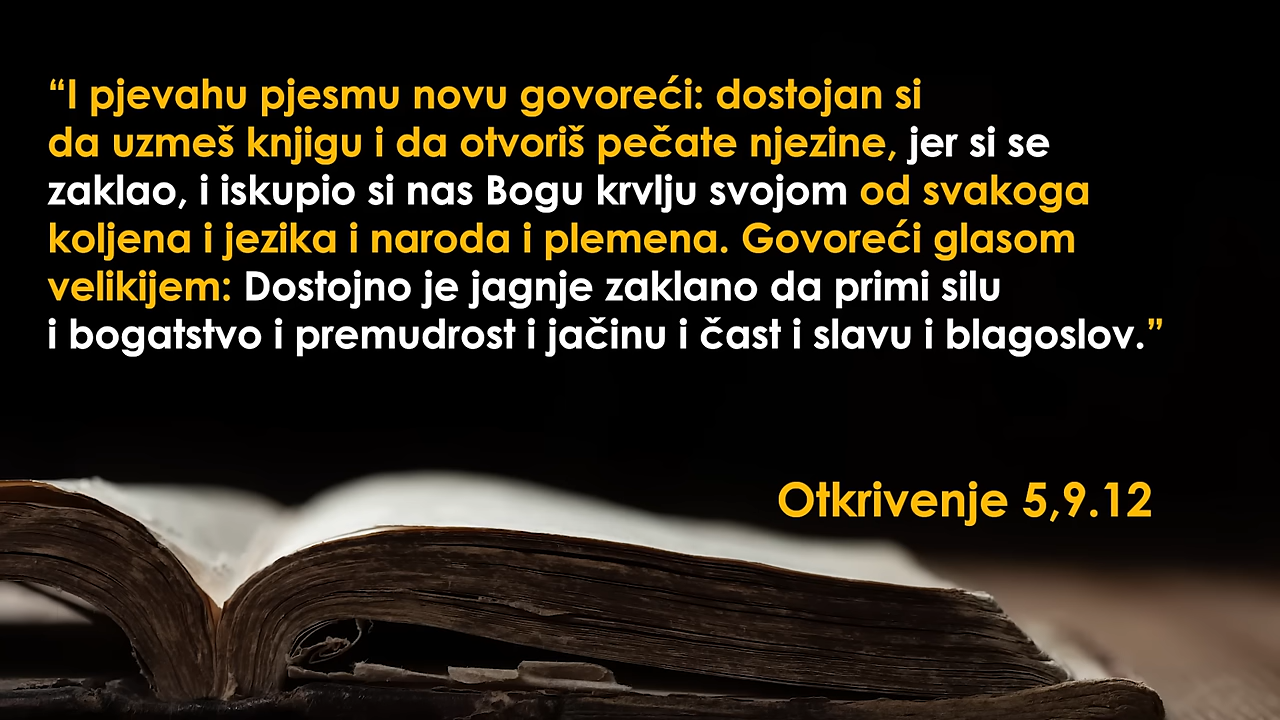 “I pjevahu pjesmu novu govoreći: dostojan si
da uzmeš knjigu i da otvoriš pečate njezine, jer si se
zaklao, i iskupio si nas Bogu krvlju svojom od svakoga
koljena i jezika i naroda i plemena. Govoreći glasom
velikijem: Dostojno je jagnje zaklano da primi silu
i bogatstvo i premudrost i jačinu i čast i slavu i blagoslov.”
Otkrivenje 5,9.12